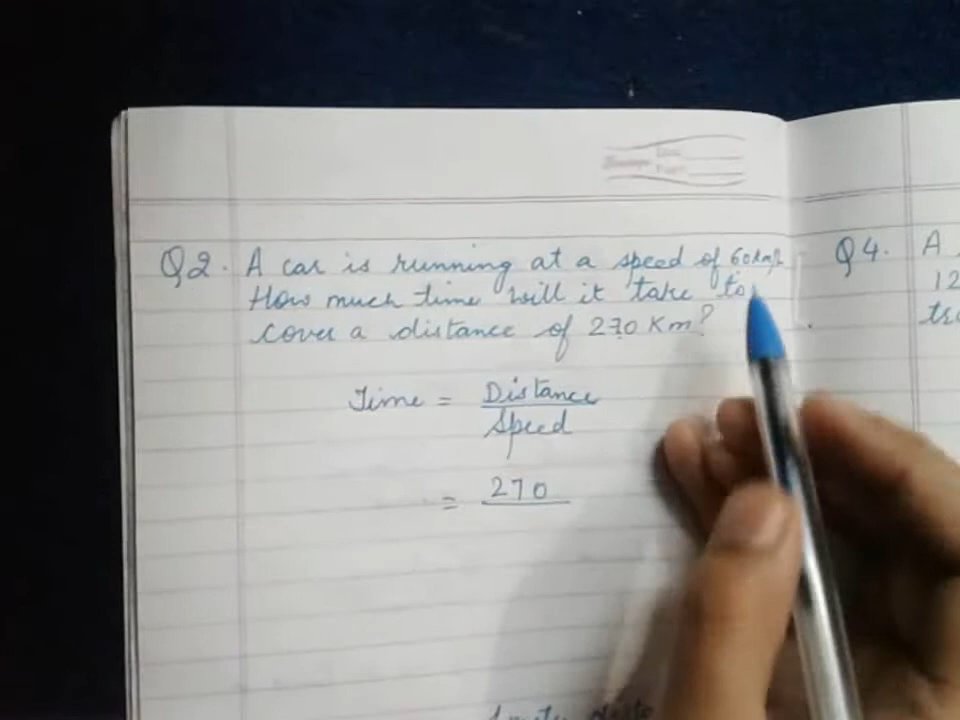 Q2. A car is running at a speed of 60km/h
How much time will it take to
cover a distance of 270 Km?
Time = Distance
Speed
= 270
Q4. A
12